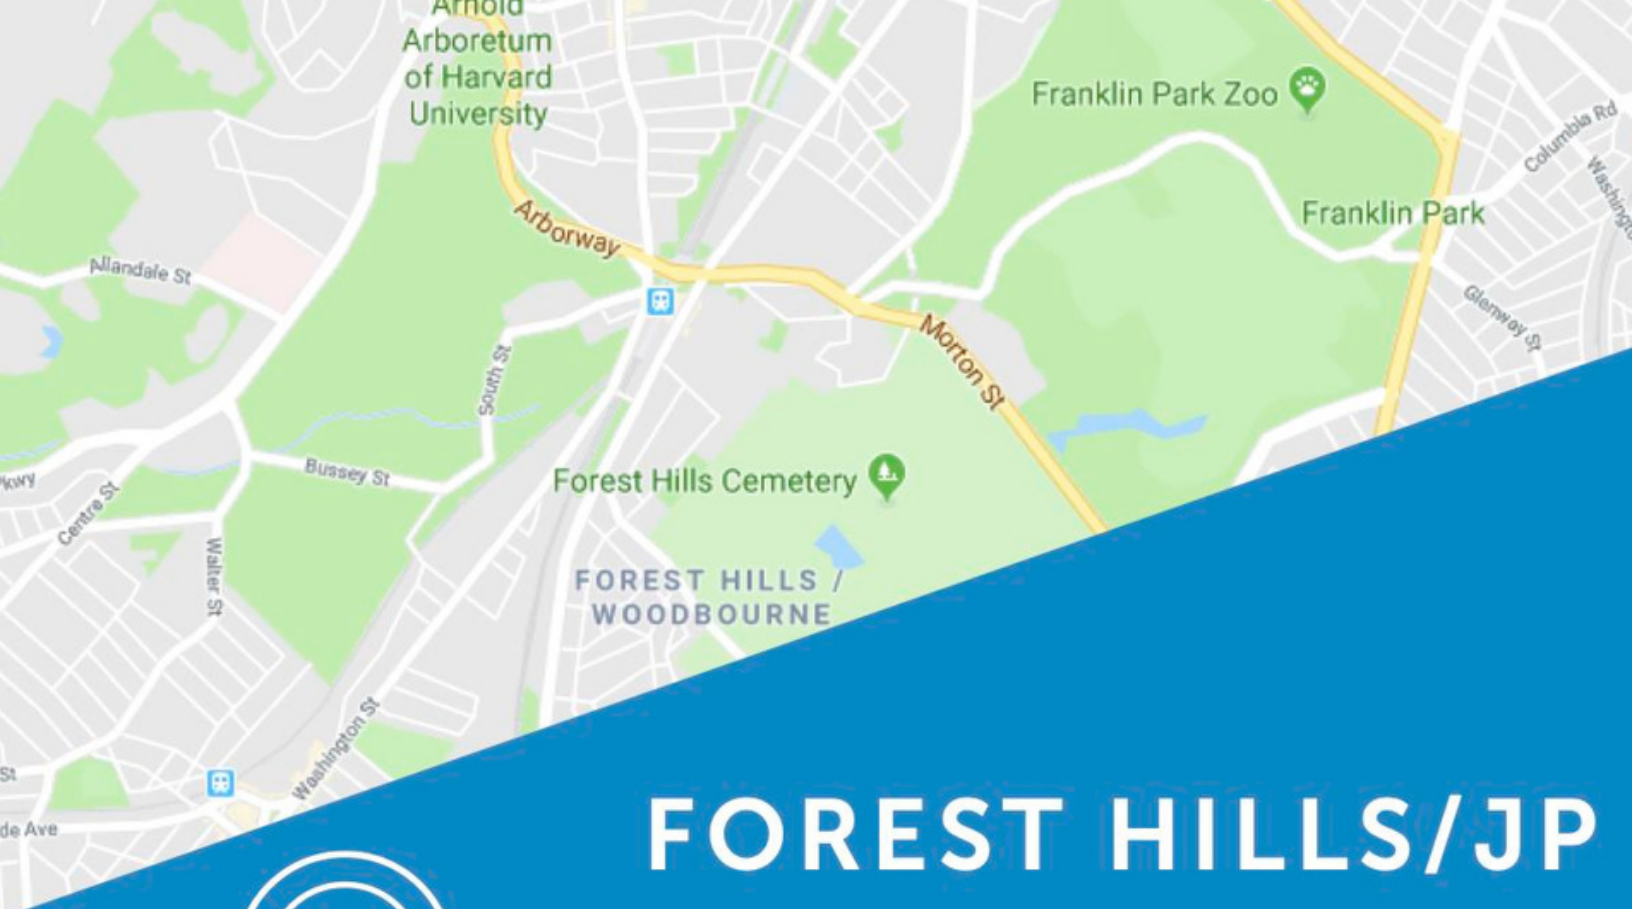 Arnold
Arboretum
of Harvard
University
Franklin Park Zoo
Columbia Rd
Franklin Park
Arborway
Allandale St
Glenway St
Morton St
South St
Bussey St
Forest Hills Cemetery
Centre St
Walter St
FOREST HILLS /
WOODBOURNE
Washington St
St
de Ave
FOREST HILLS/JP